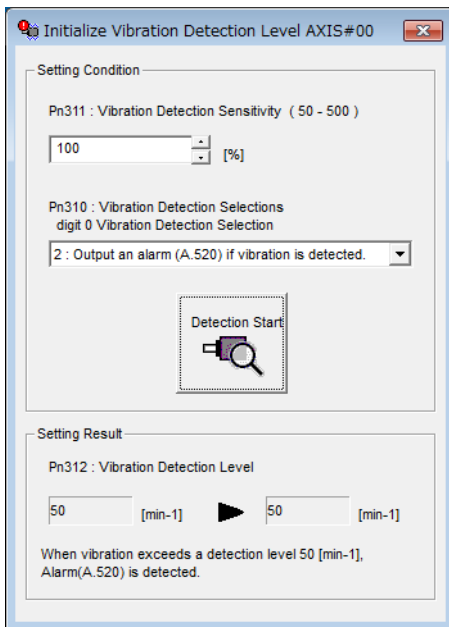 Initialize Vibration Detection Level AXIS#00
Setting Condition
Pn311 : Vibration Detection Sensitivity ( 50 - 500 )
100
[%]
Pn310 : Vibration Detection Selections
digit 0 Vibration Detection Selection
2 : Output an alarm (A.520) if vibration is detected.
Detection Start
Setting Result
Pn312 : Vibration Detection Level
50 [min-1] 50 [min-1]
When vibration exceeds a detection level 50 [min-1],
Alarm(A.520) is detected.